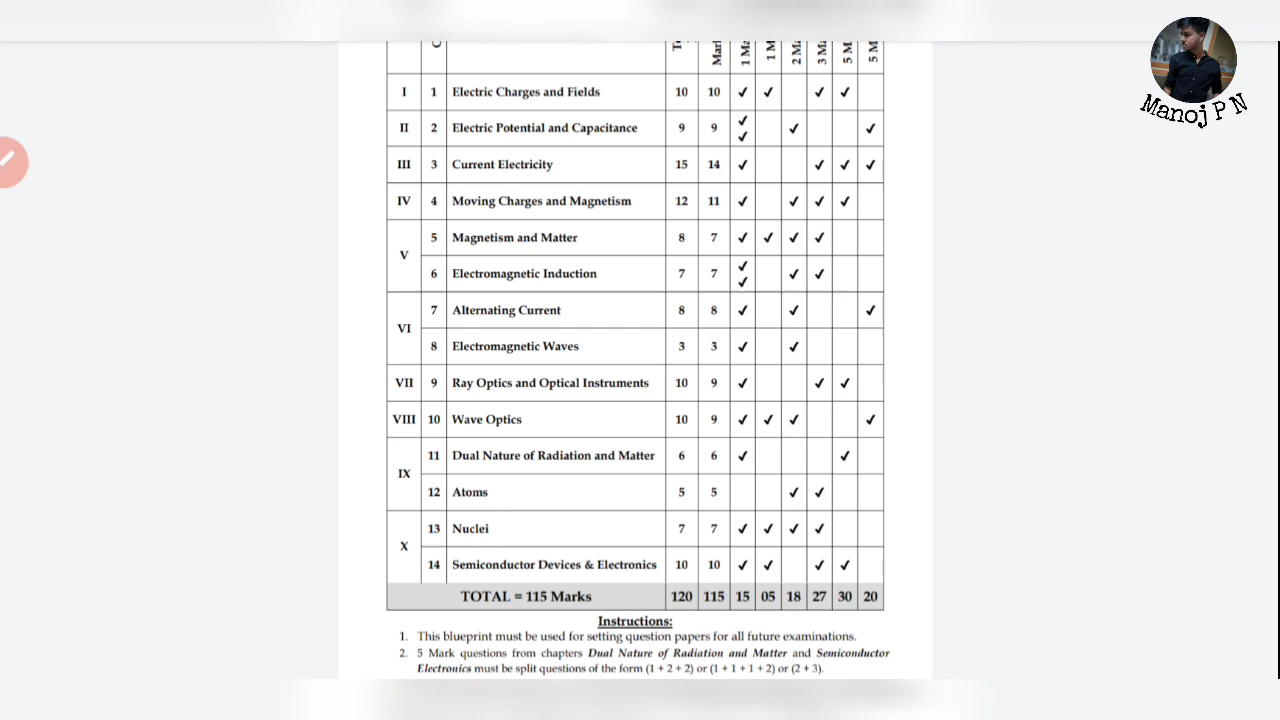 Manoj P N
1 M 2 M 3 M 5 M 5 M
I 1 Electric Charges and Fields 10 10 ✓ ✓ ✓ ✓
II 2 Electric Potential and Capacitance 9 9 ✓ ✓ ✓ ✓
III 3 Current Electricity 15 14 ✓ ✓ ✓ ✓
IV 4 Moving Charges and Magnetism 12 11 ✓ ✓ ✓ ✓
V 5 Magnetism and Matter 8 7 ✓ ✓ ✓ ✓
6 Electromagnetic Induction 7 7 ✓ ✓ ✓ ✓
VI 7 Alternating Current 8 8 ✓ ✓ ✓
8 Electromagnetic Waves 3 3 ✓ ✓
VII 9 Ray Optics and Optical Instruments 10 9 ✓ ✓ ✓
VIII 10 Wave Optics 10 9 ✓ ✓ ✓ ✓
IX 11 Dual Nature of Radiation and Matter 6 6 ✓ ✓
12 Atoms 5 5 ✓ ✓
X 13 Nuclei 7 7 ✓ ✓ ✓ ✓
14 Semiconductor Devices & Electronics 10 10 ✓ ✓ ✓ ✓
TOTAL = 115 Marks 120 115 15 05 18 27 30 20
Instructions:
1. This blueprint must be used for setting question papers for all future examinations.
2. 5 Mark questions from chapters Dual Nature of Radiation and Matter and Semiconductor
Electronics must be split questions of the form (1 + 2 + 2) or (1 + 1 + 1 + 2) or (2 + 3).